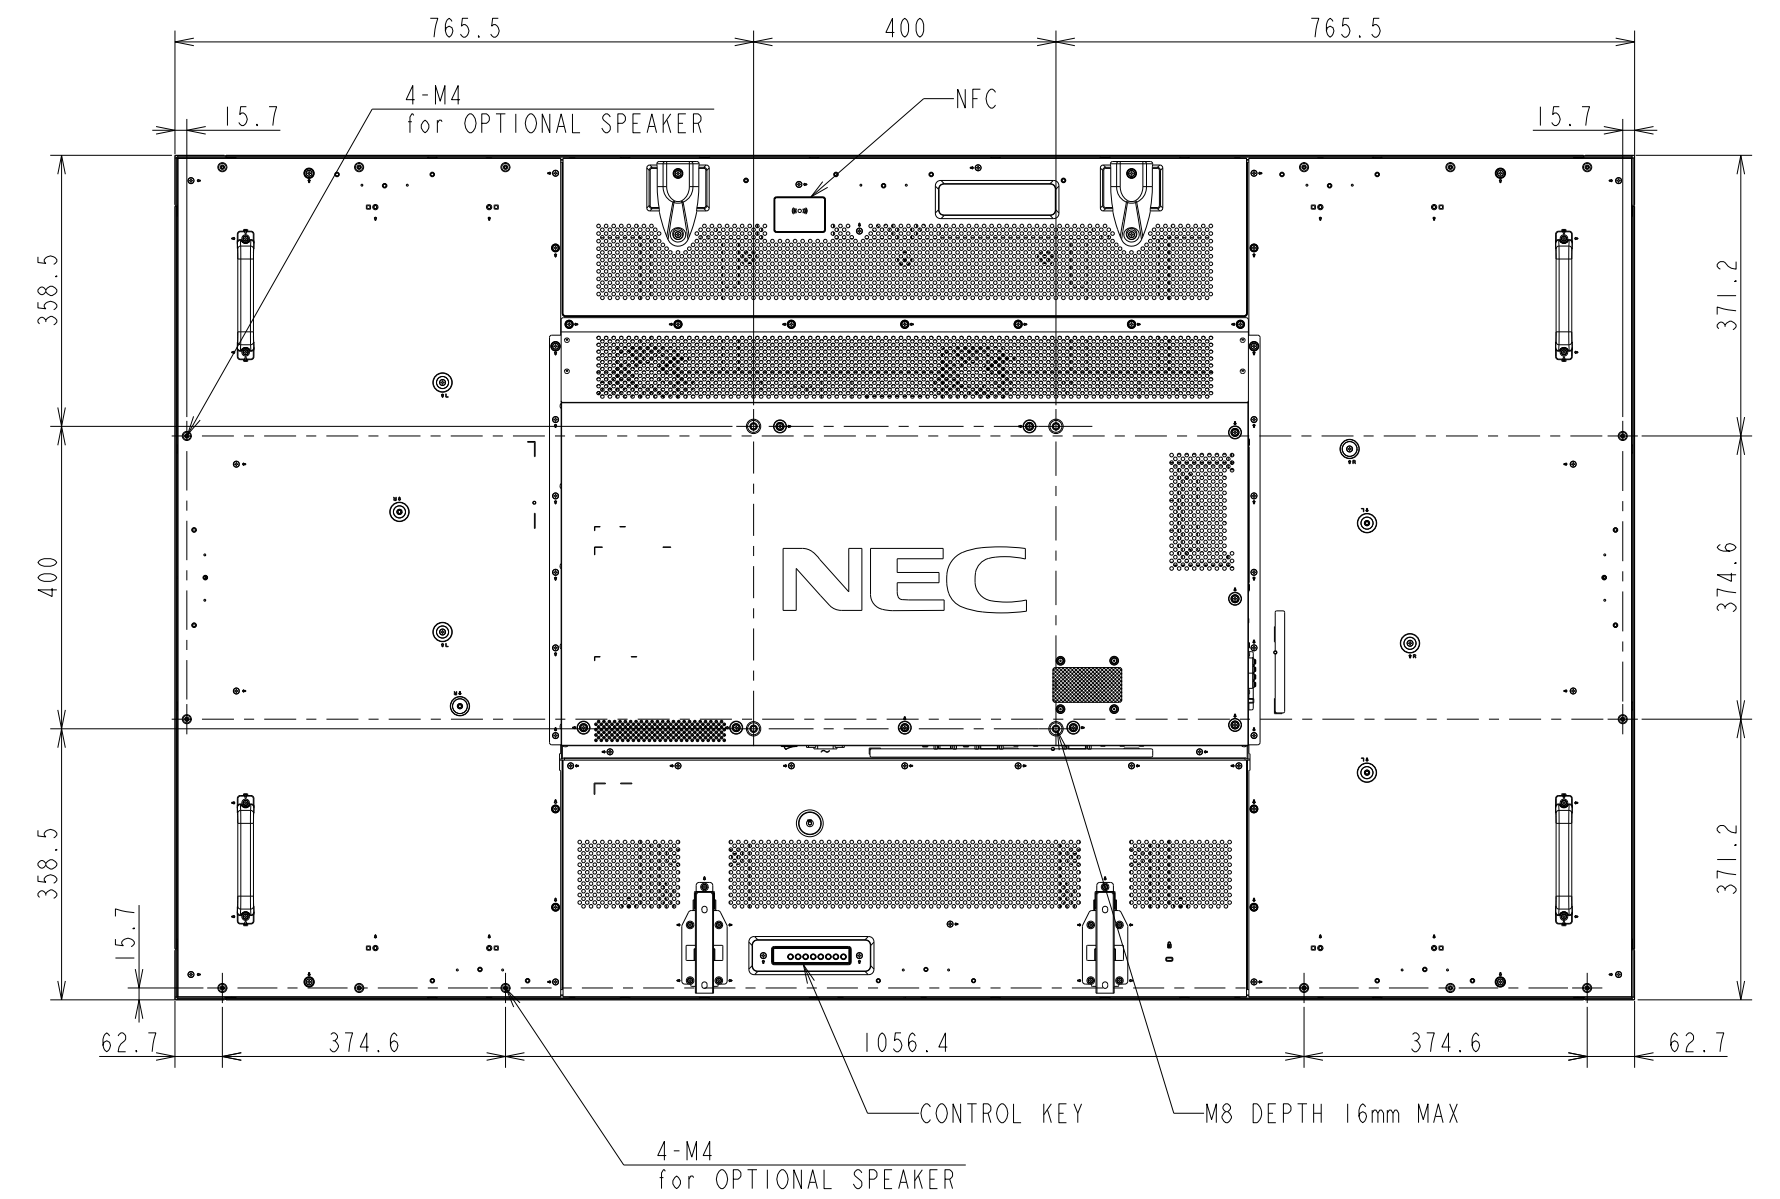 765.5
400
765.5
4-M4
for OPTIONAL SPEAKER
NFC
15.7
15.7
358.5
371.2
400
374.6
NEC
358.5
371.2
15.7
62.7
374.6
1056.4
374.6
62.7
CONTROL KEY
M8 DEPTH 16mm MAX
4-M4
for OPTIONAL SPEAKER